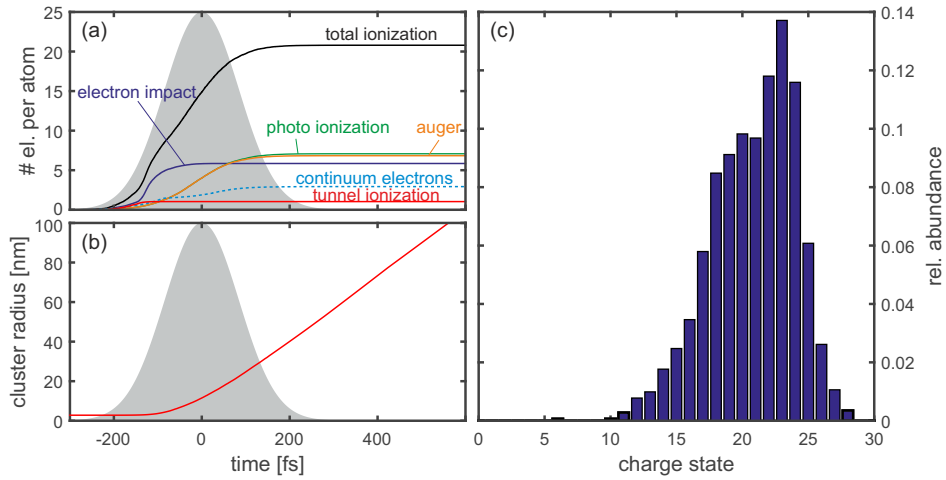 (a)
total ionization
electron impact
photo ionization
auger
continuum electrons
tunnel ionization
# el. per atom
25
20
15
10
5
0
(b)
cluster radius [nm]
100
80
60
40
20
0
-200
0
200
400
time [fs]
(c)
0.14
0.12
0.1
0.08
0.06
0.04
0.02
0
rel. abundance
0
5
10
15
20
25
30
charge state